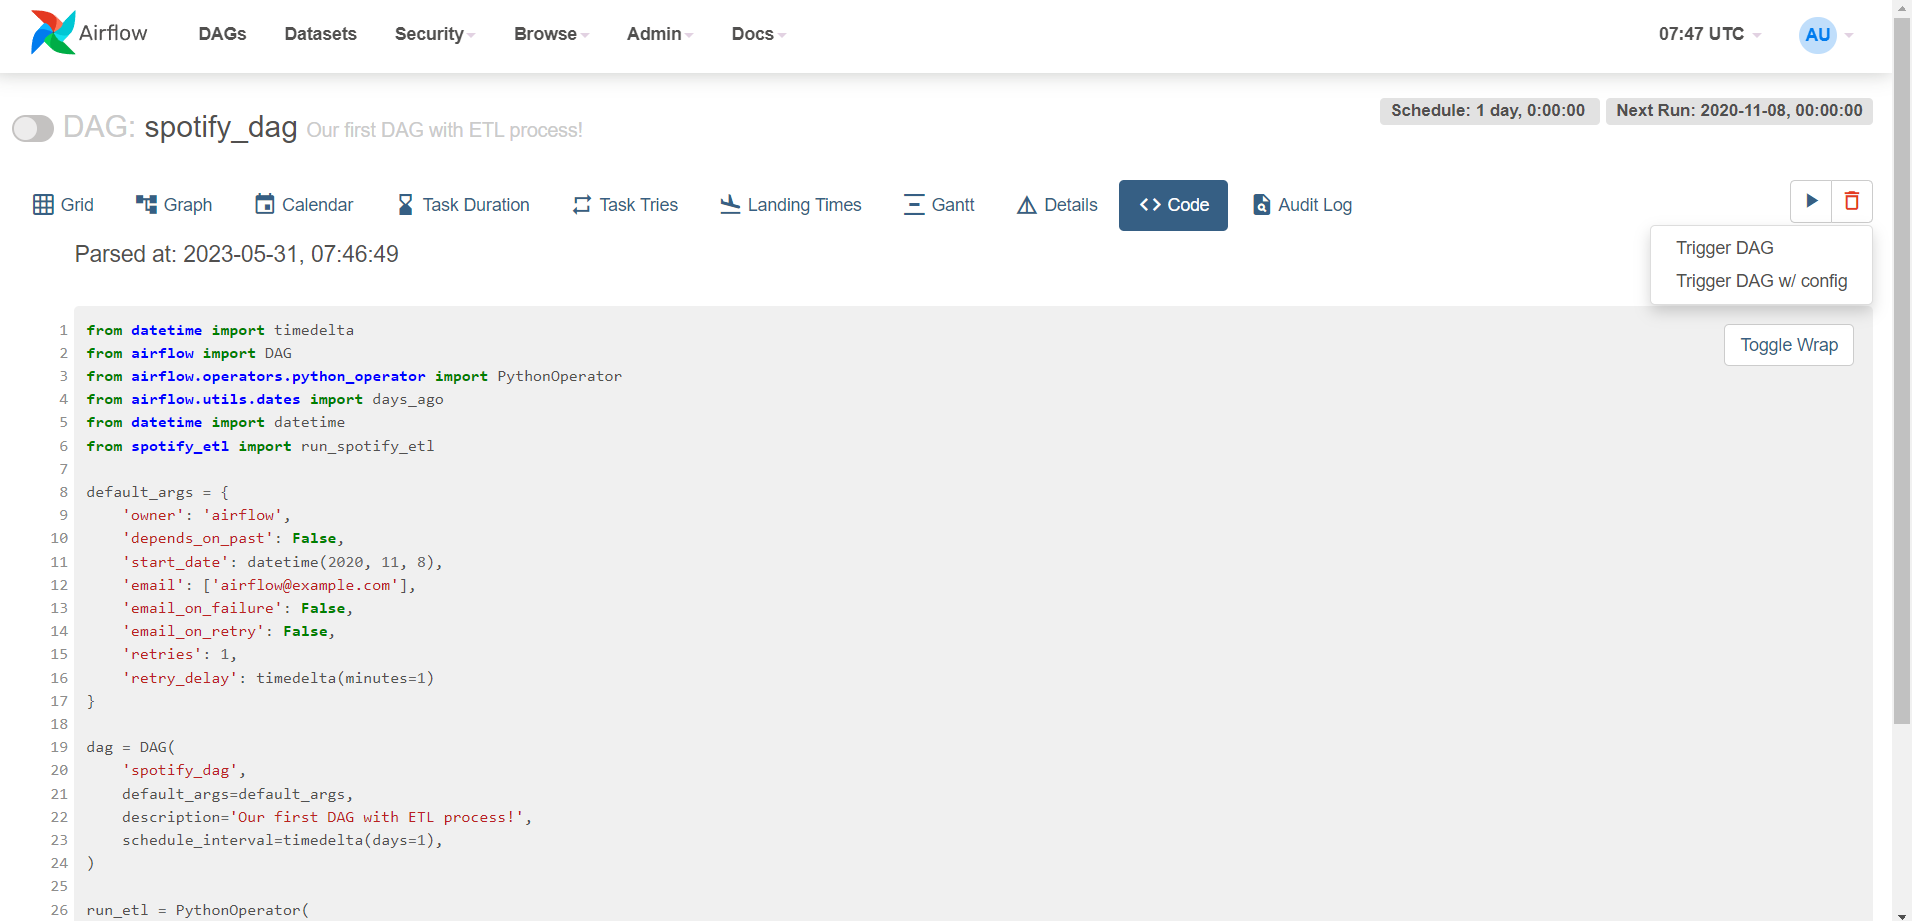 Airflow DAGs Datasets Security Browse Admin Docs 07:47 UTC AU
Schedule: 1 day, 0:00:00 Next Run: 2020-11-08, 00:00:00
DAG: spotify_dag Our first DAG with ETL process!
Grid Graph Calendar Task Duration Task Tries Landing Times Gantt Details <> Code Audit Log
Trigger DAG
Trigger DAG w/ config
Parsed at: 2023-05-31, 07:46:49
Toggle Wrap
1 from datetime import timedelta
2 from airflow import DAG
3 from airflow.operators.python_operator import PythonOperator
4 from airflow.utils.dates import days_ago
5 from datetime import datetime
6 from spotify_etl import run_spotify_etl
7
8 default_args = {
9     'owner': 'airflow',
10     'depends_on_past': False,
11     'start_date': datetime(2020, 11, 8),
12     'email': ['airflow@example.com'],
13     'email_on_failure': False,
14     'email_on_retry': False,
15     'retries': 1,
16     'retry_delay': timedelta(minutes=1)
17 }
18
19 dag = DAG(
20     'spotify_dag',
21     default_args=default_args,
22     description='Our first DAG with ETL process!',
23     schedule_interval=timedelta(days=1),
24 )
25
26 run_etl = PythonOperator(